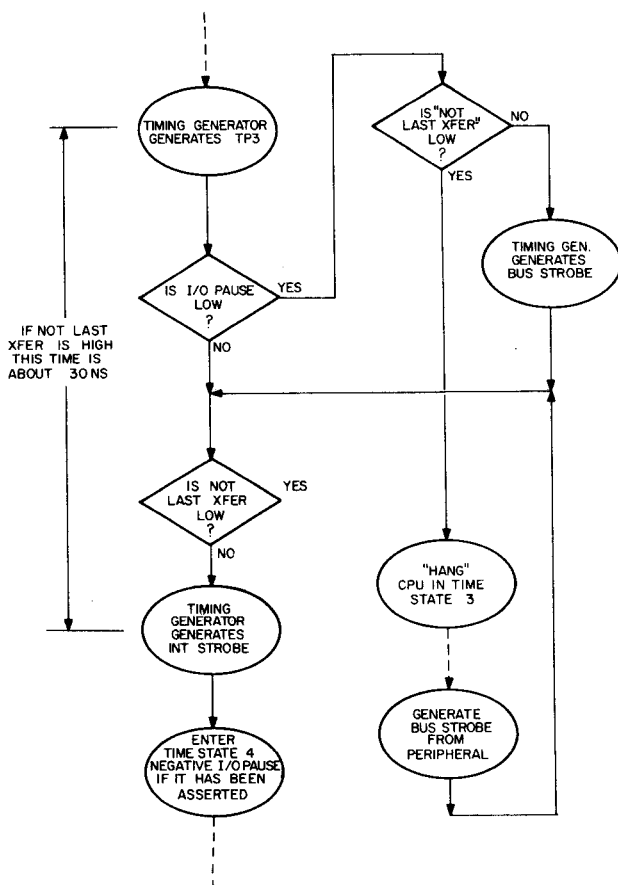 TIMING GENERATOR
GENERATES TP3
IS I/O PAUSE
LOW
?
YES
NO
IF NOT LAST
XFER IS HIGH
THIS TIME IS
ABOUT 30NS
IS NOT
LAST XFER
LOW
?
YES
NO
TIMING
GENERATOR
GENERATES
INT STROBE
ENTER
TIME STATE 4
NEGATIVE I/O PAUSE
IF IT HAS BEEN
ASSERTED
IS "NOT
LAST XFER"
LOW
?
NO
YES
TIMING GEN.
GENERATES
BUS STROBE
"HANG"
CPU IN TIME
STATE 3
GENERATE
BUS STROBE
FROM
PERIPHERAL